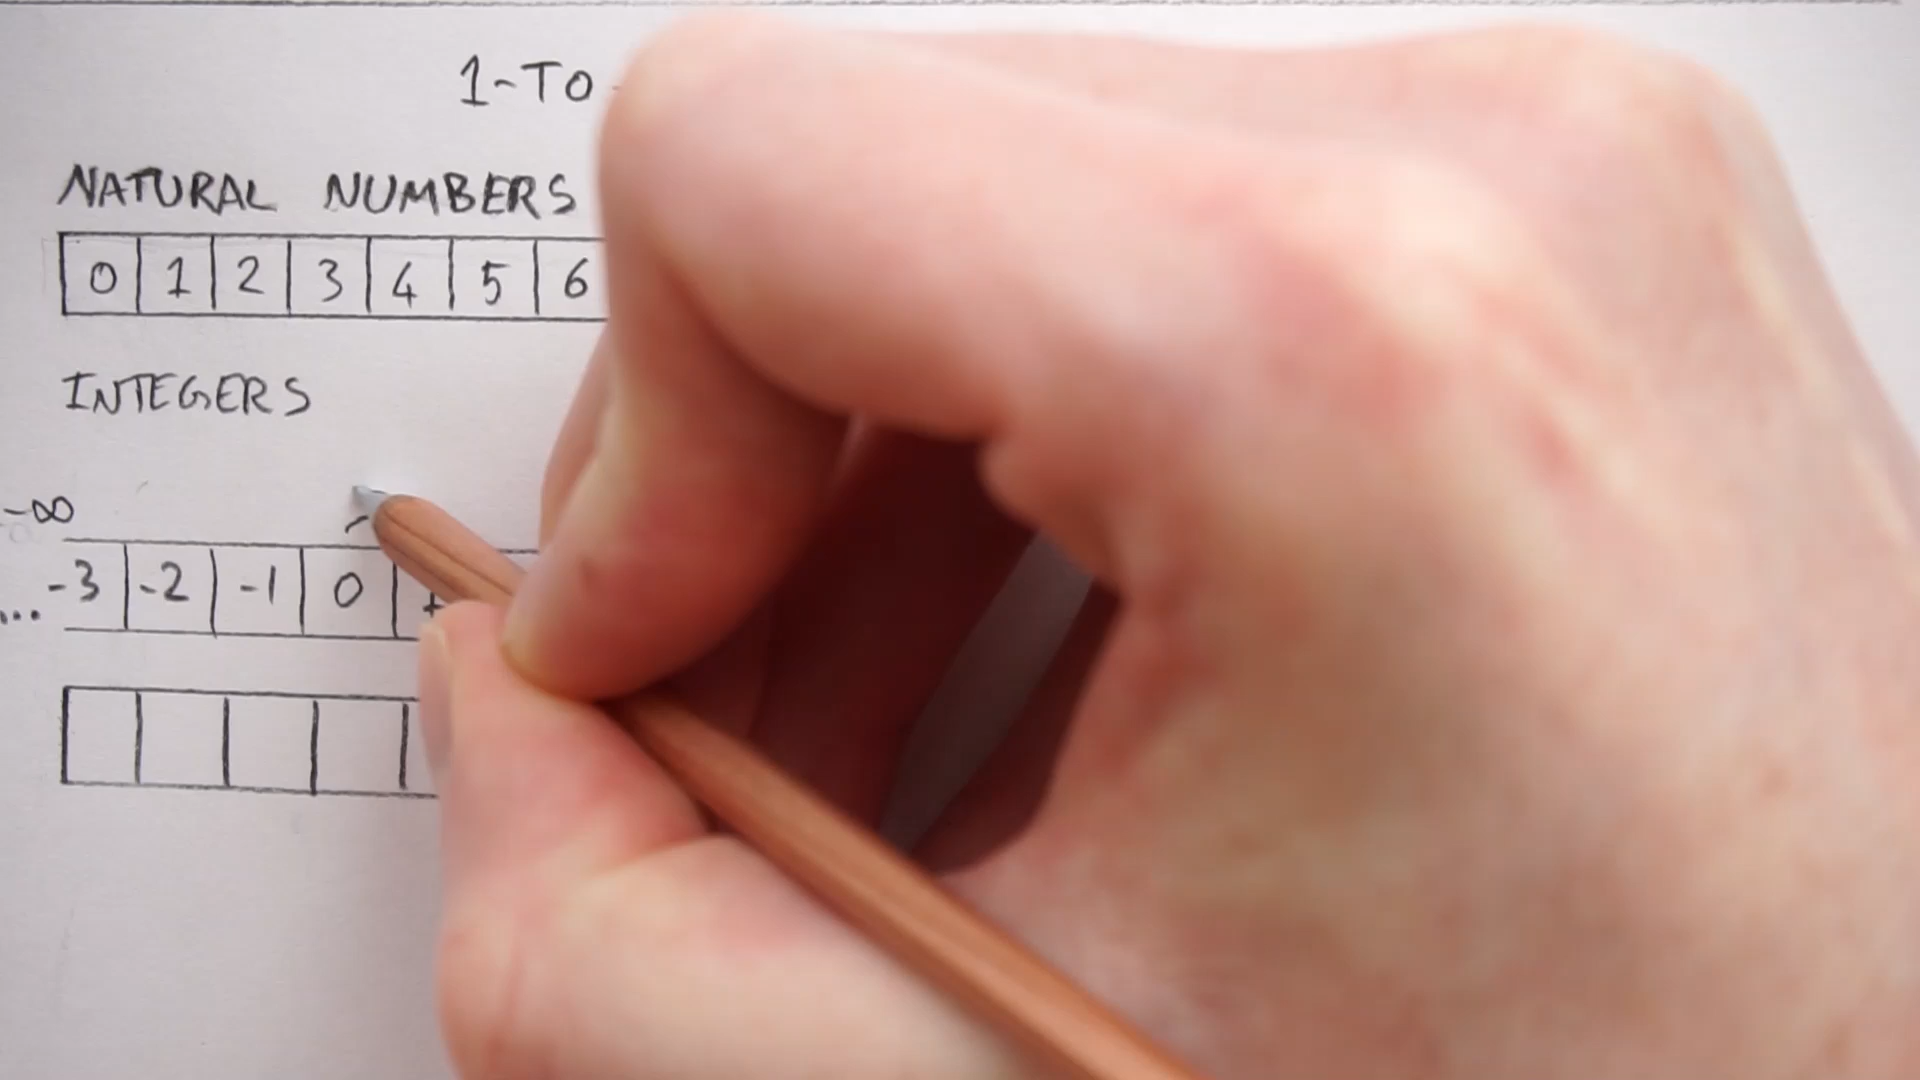 1-TO -
NATURAL NUMBERS
0 1 2 3 4 5 6
INTEGERS
-∞
... -3 -2 -1 0 +